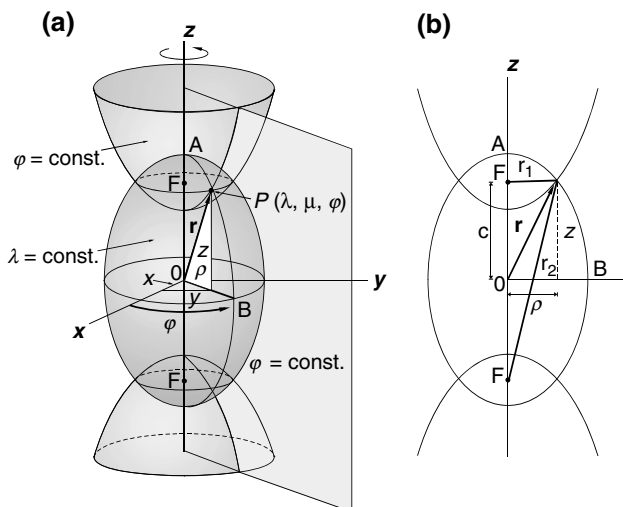 (a)
z
A
φ = const.
F
P (λ, μ, φ)
r
λ = const.
z
0
ρ
x
y
y
x
B
φ
φ = const.
F
(b)
z
A
r1
F
c
r
z
r2
B
0
ρ
F